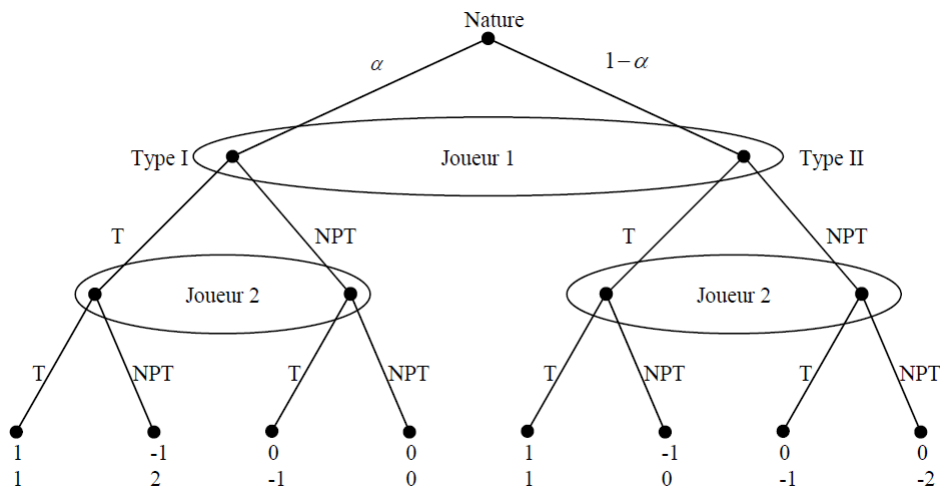 Nature
α 1−α
Type I Joueur 1 Type II
T NPT T NPT
Joueur 2 Joueur 2
T NPT T NPT T NPT T NPT
1 -1 0 0 1 -1 0 0
1 2 -1 0 1 0 -1 -2